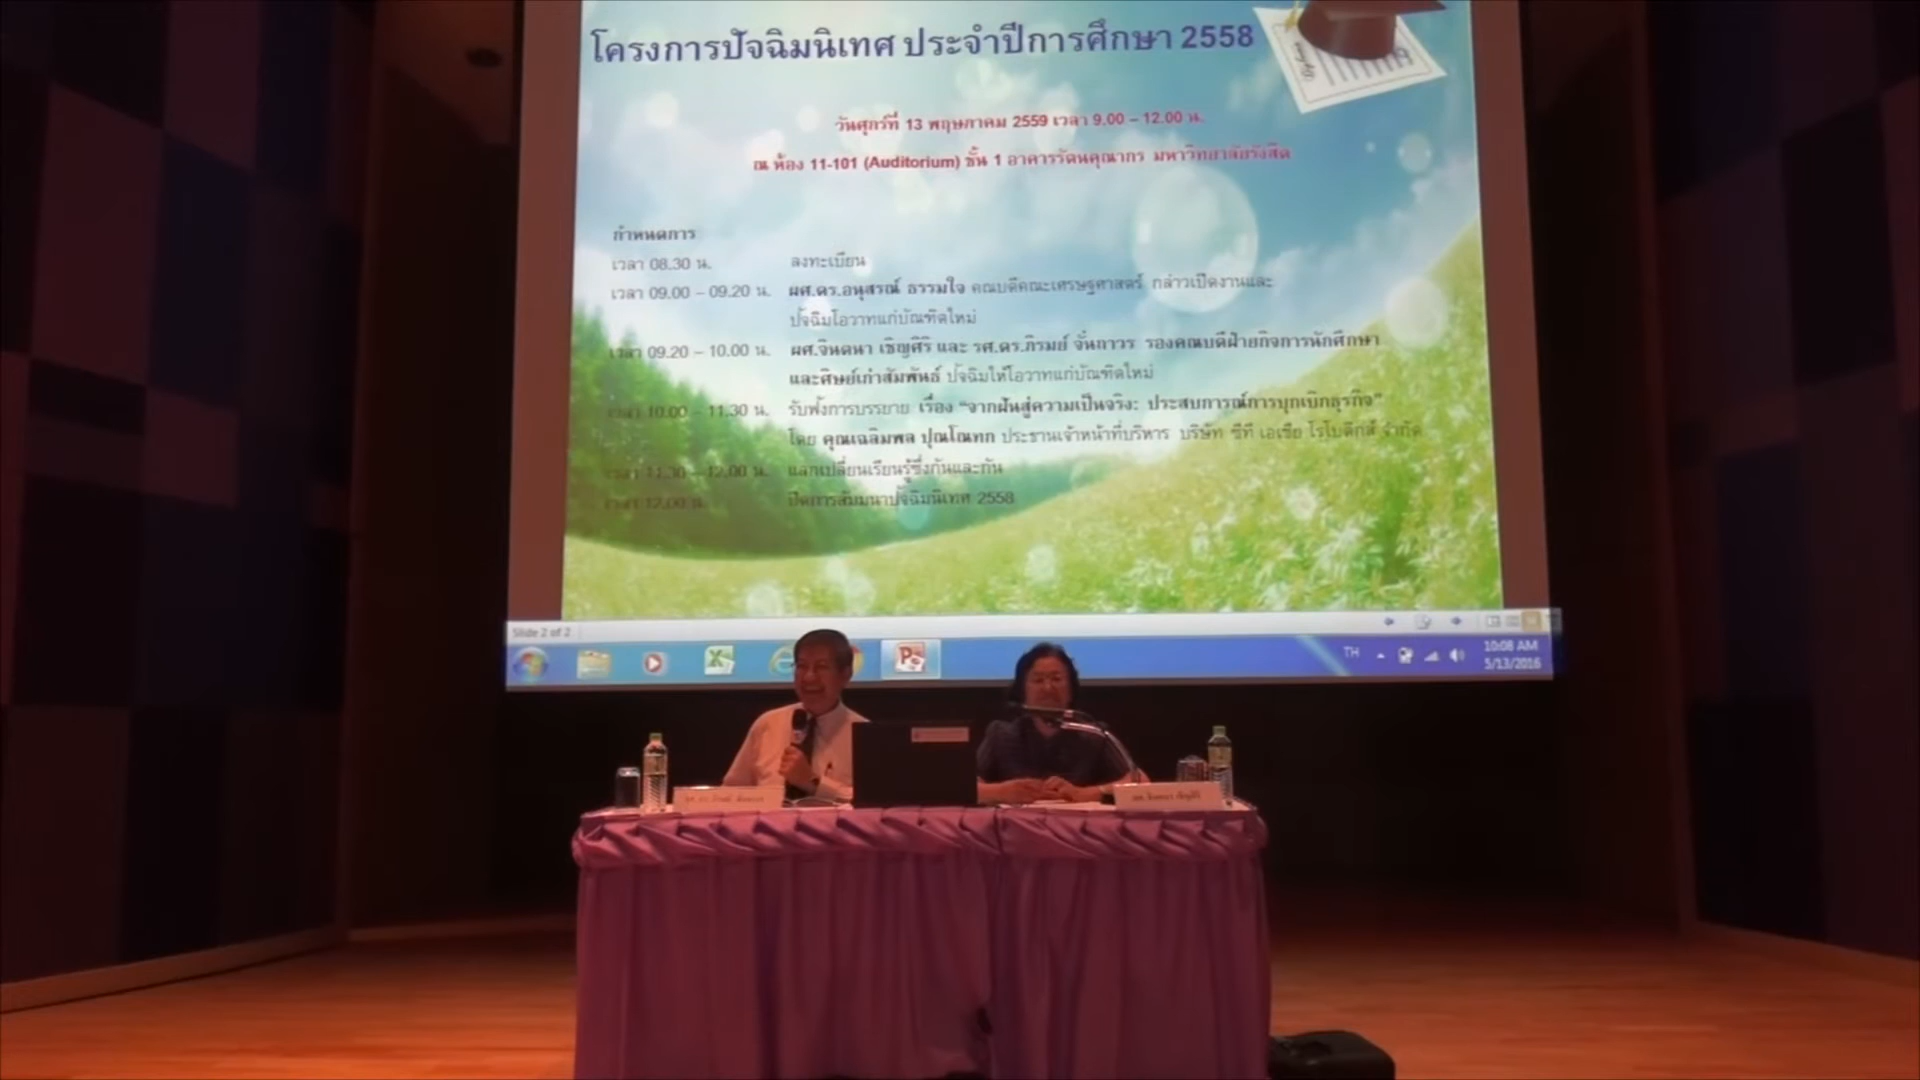 โครงการปัจฉิมนิเทศ ประจำปีการศึกษา 2558
วันศุกร์ที่ 13 พฤษภาคม 2559 เวลา 9.00 – 12.00 น.
ณ ห้อง 11-101 (Auditorium) ชั้น 1 อาคารรัตนคุณากร มหาวิทยาลัยรังสิต
กำหนดการ
เวลา 08.30 น. ลงทะเบียน
เวลา 09.00 – 09.20 น. ผศ.ดร.อนุสรณ์ ธรรมใจ คณบดีคณะเศรษฐศาสตร์ กล่าวเปิดงานและ
ปัจฉิมโอวาทแก่บัณฑิตใหม่
เวลา 09.20 – 10.00 น. ผศ.จินตนา เชิญศิริ และ รศ.ดร.ภิรมย์ จั่นถาวร รองคณบดีฝ่ายกิจการนักศึกษา
และศิษย์เก่าสัมพันธ์ ปัจฉิมให้โอวาทแก่บัณฑิตใหม่
เวลา 10.00 – 11.30 น. รับฟังการบรรยาย เรื่อง “จากฝันสู่ความเป็นจริง: ประสบการณ์การบุกเบิกธุรกิจ”
โดย คุณเฉลิมพล ปุณโณทก ประธานเจ้าหน้าที่บริหาร บริษัท ซีที เอเซีย โรโบติกส์ จำกัด
เวลา 11.30 – 12.00 น. แลกเปลี่ยนเรียนรู้ซึ่งกันและกัน
เวลา 12.00 น. ปิดการสัมมนาปัจฉิมนิเทศ 2558
Slide 2 of 2
TH
10:08 AM
5/13/2016
ผศ.จินตนา เชิญศิริ